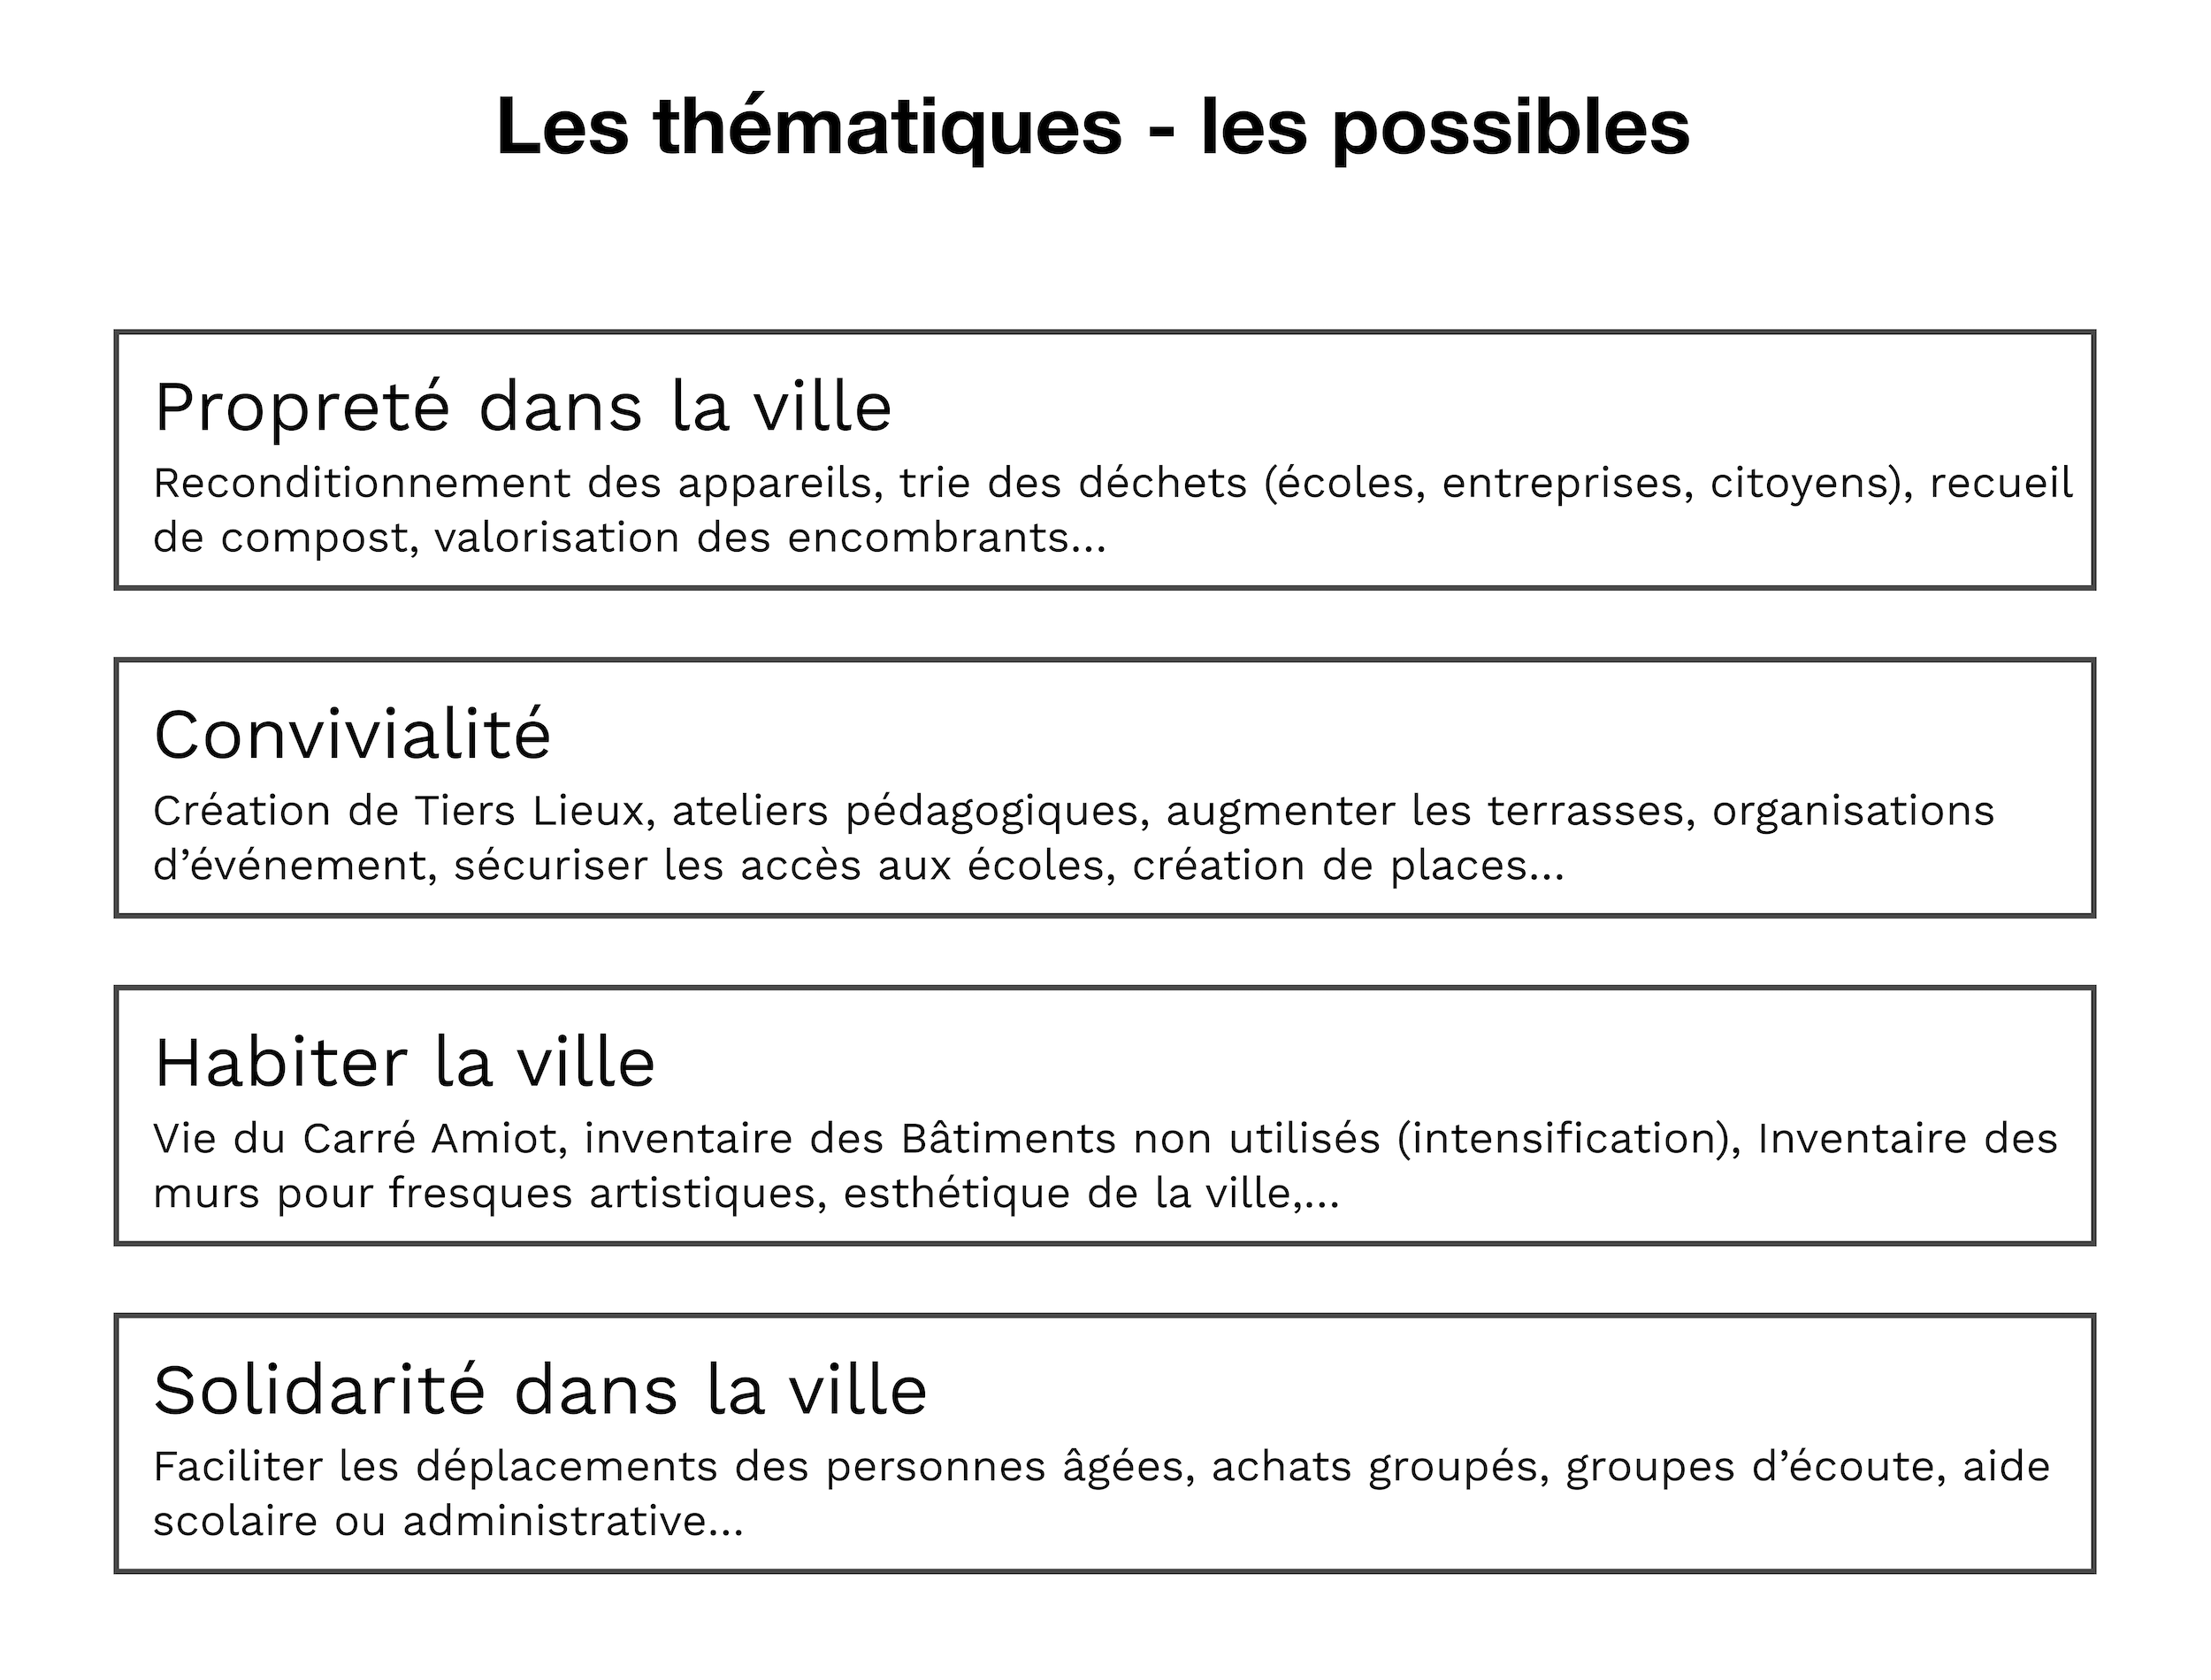 Les thématiques - les possibles
Propreté dans la ville
Reconditionnement des appareils, trie des déchets (écoles, entreprises, citoyens), recueil
de compost, valorisation des encombrants...
Convivialité
Création de Tiers Lieux, ateliers pédagogiques, augmenter les terrasses, organisations
d’événement, sécuriser les accès aux écoles, création de places...
Habiter la ville
Vie du Carré Amiot, inventaire des Bâtiments non utilisés (intensification), Inventaire des
murs pour fresques artistiques, esthétique de la ville,...
Solidarité dans la ville
Faciliter les déplacements des personnes âgées, achats groupés, groupes d’écoute, aide
scolaire ou administrative...